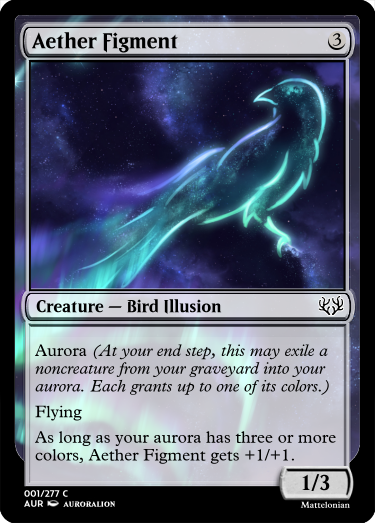 Aether Figment 3
Creature — Bird Illusion
Aurora (At your end step, this may exile a
noncreature from your graveyard into your
aurora. Each grants up to one of its colors.)
Flying
As long as your aurora has three or more
colors, Aether Figment gets +1/+1.
1/3
001/277 C
AUR AURORALION
Mattelonian